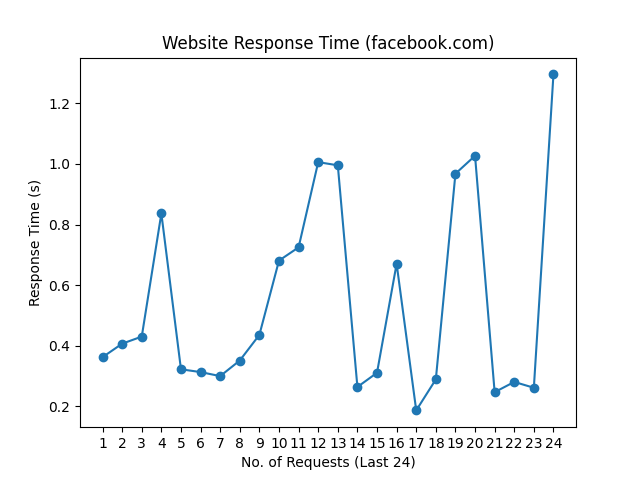 Website Response Time (facebook.com)
Response Time (s)
1.2
1.0
0.8
0.6
0.4
0.2
1 2 3 4 5 6 7 8 9 10 11 12 13 14 15 16 17 18 19 20 21 22 23 24
No. of Requests (Last 24)